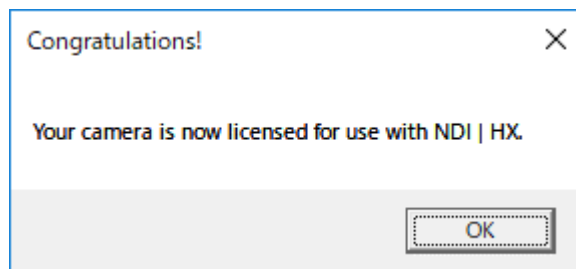 Congratulations!
Your camera is now licensed for use with NDI | HX.
OK